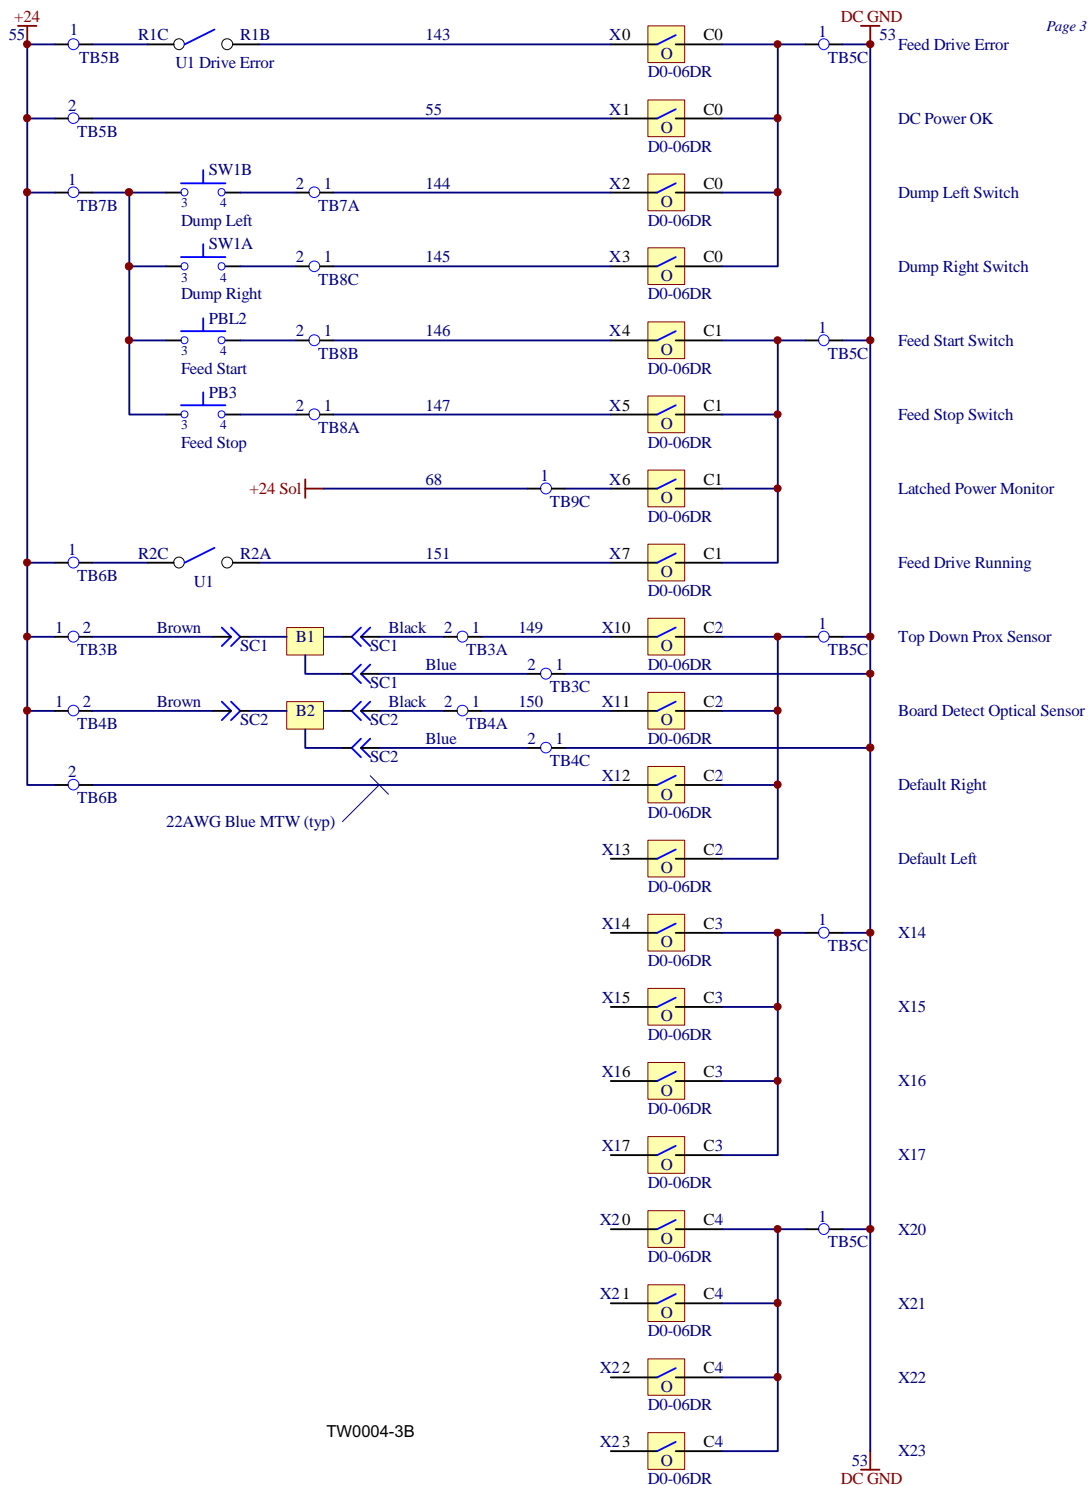 +24
DC GND
Page 3
55
1
R1C
R1B
143
X0
C0
1
53
Feed Drive Error
TB5B
U1 Drive Error
O
D0-06DR
TB5C
2
55
X1
C0
DC Power OK
TB5B
O
D0-06DR
SW1B
1
2 1
144
X2
C0
Dump Left Switch
TB7B
3 4
TB7A
O
Dump Left
D0-06DR
SW1A
2 1
145
X3
C0
Dump Right Switch
3 4
TB8C
O
Dump Right
D0-06DR
PBL2
2 1
146
X4
C1
1
Feed Start Switch
3 4
TB8B
O
TB5C
Feed Start
D0-06DR
PB3
2 1
147
X5
C1
Feed Stop Switch
3 4
TB8A
O
Feed Stop
D0-06DR
+24 Sol
68
1
X6
C1
Latched Power Monitor
TB9C
O
D0-06DR
1
R2C
R2A
151
X7
C1
Feed Drive Running
TB6B
U1
O
D0-06DR
1 2
Brown
B1
Black
2 1
149
X10
C2
1
Top Down Prox Sensor
TB3B
SC1
SC1
TB3A
O
D0-06DR
TB5C
Blue
2 1
SC1
TB3C
1 2
Brown
B2
Black
2 1
150
X11
C2
Board Detect Optical Sensor
TB4B
SC2
SC2
TB4A
O
D0-06DR
Blue
2 1
SC2
TB4C
2
X12
C2
Default Right
TB6B
O
D0-06DR
22AWG Blue MTW (typ)
X13
C2
Default Left
O
D0-06DR
X14
C3
1
X14
O
TB5C
D0-06DR
X15
C3
X15
O
D0-06DR
X16
C3
X16
O
D0-06DR
X17
C3
X17
O
D0-06DR
X20
C4
1
X20
O
TB5C
D0-06DR
X21
C4
X21
O
D0-06DR
X22
C4
X22
O
D0-06DR
TW0004-3B
X23
C4
53
X23
O
D0-06DR
DC GND